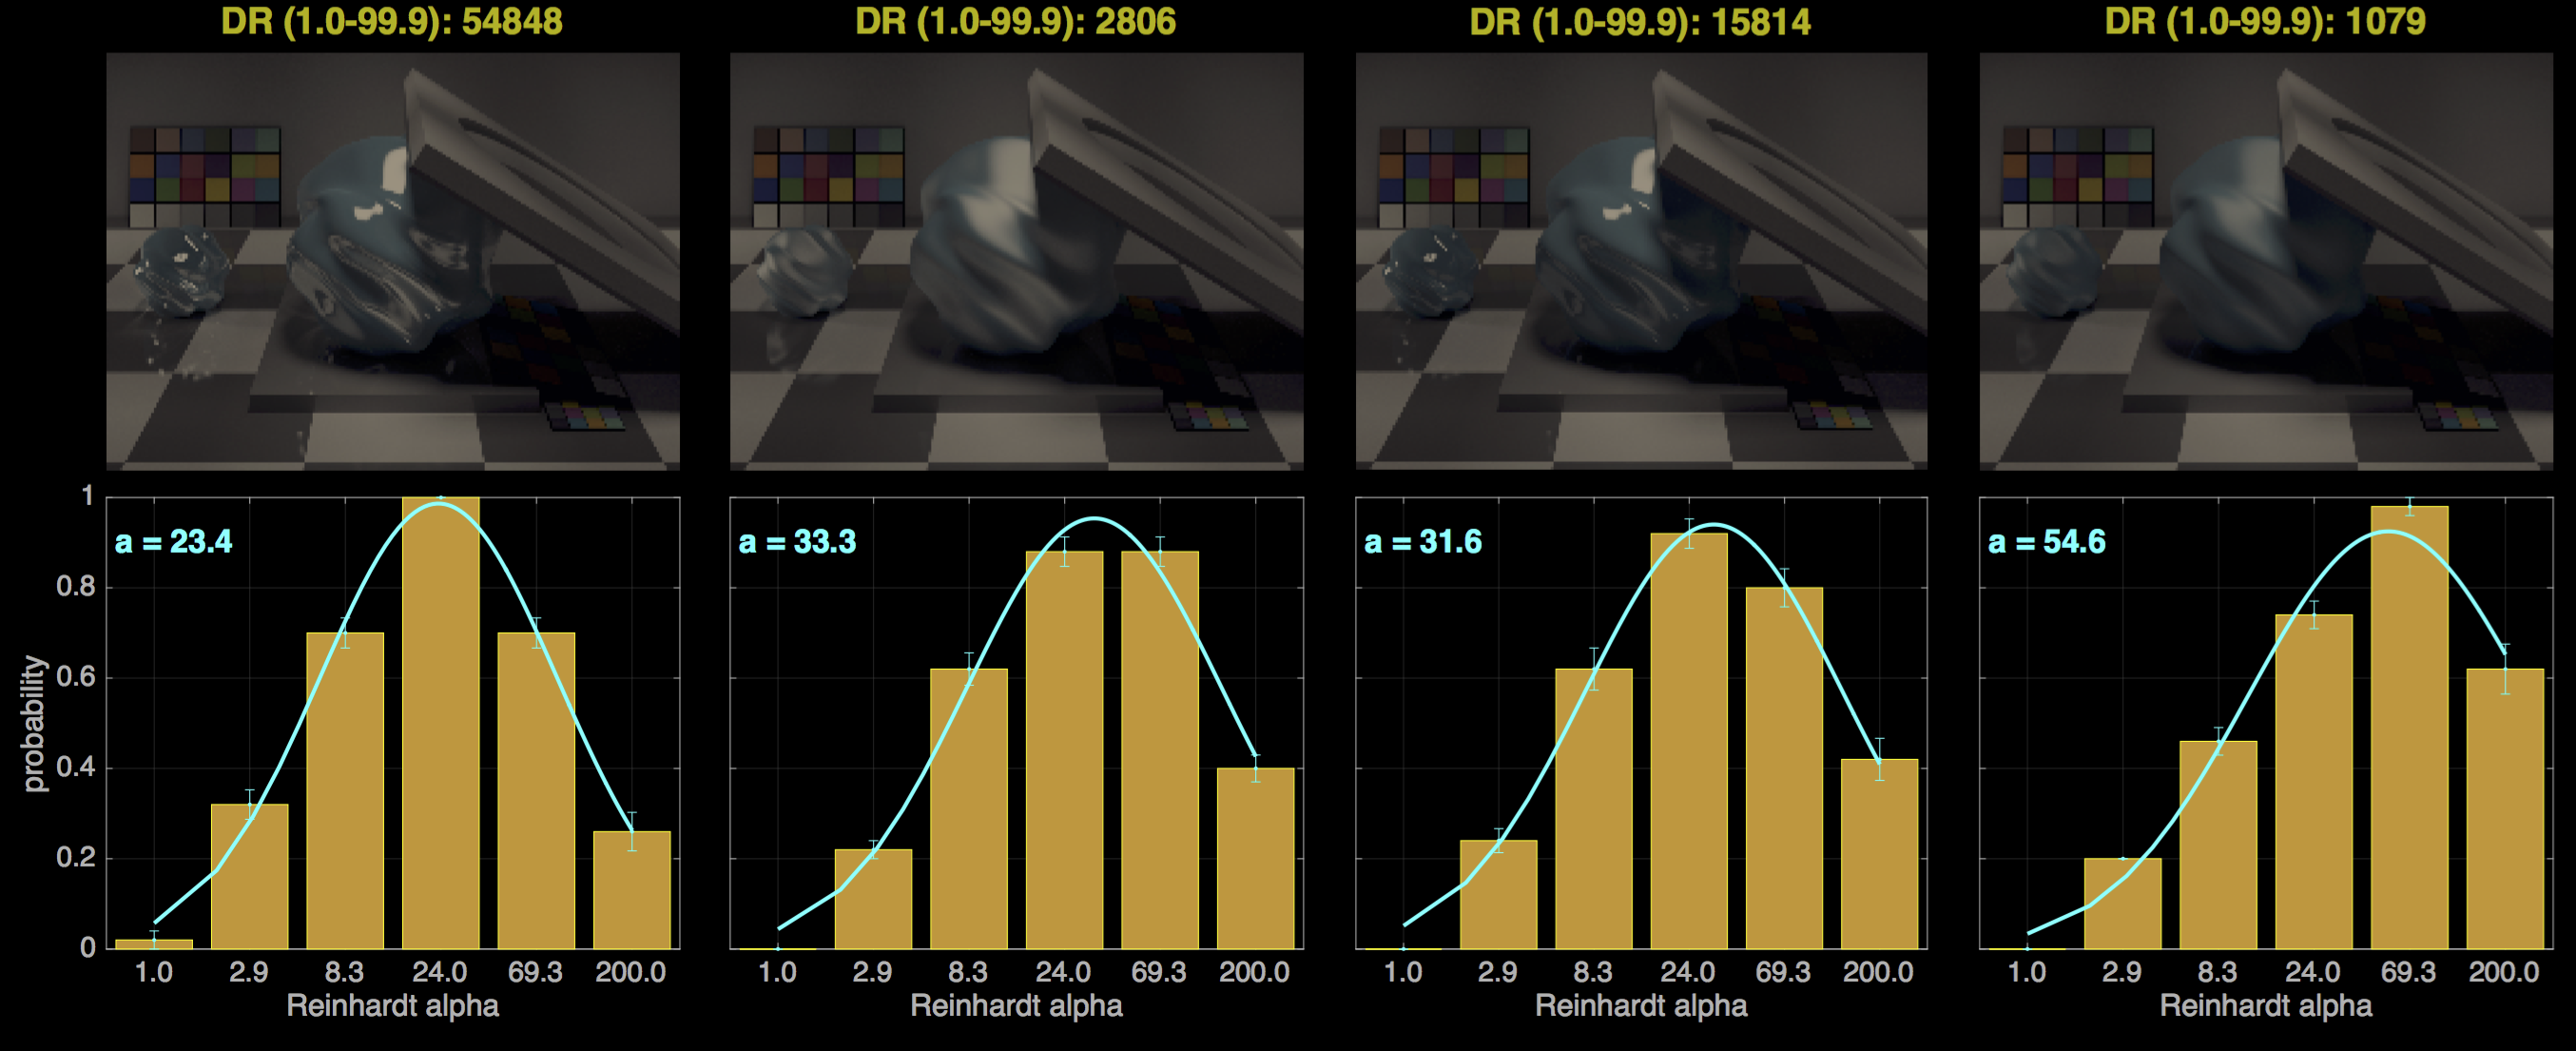 DR (1.0-99.9): 54848
DR (1.0-99.9): 2806
DR (1.0-99.9): 15814
DR (1.0-99.9): 1079
probability
1
0.8
0.6
0.4
0.2
0
a = 23.4
1.0 2.9 8.3 24.0 69.3 200.0
Reinhardt alpha
a = 33.3
1.0 2.9 8.3 24.0 69.3 200.0
Reinhardt alpha
a = 31.6
1.0 2.9 8.3 24.0 69.3 200.0
Reinhardt alpha
a = 54.6
1.0 2.9 8.3 24.0 69.3 200.0
Reinhardt alpha